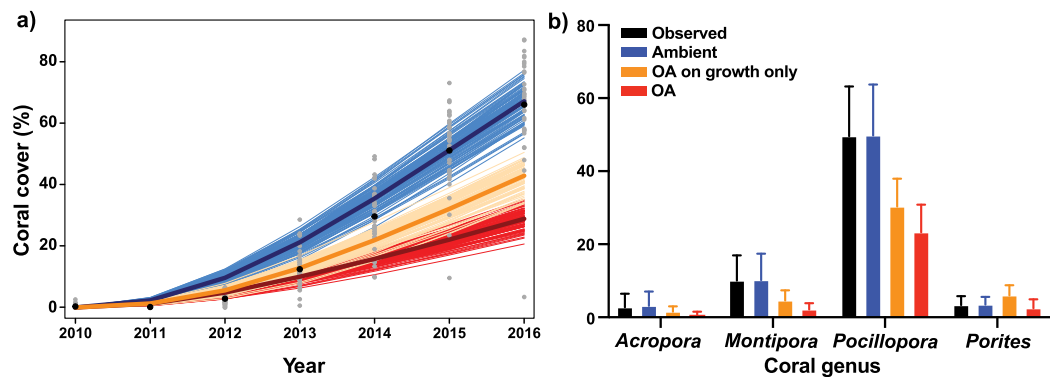 a)
Coral cover (%)
80
60
40
20
0
2010 2011 2012 2013 2014 2015 2016
Year
b)
Observed
Ambient
OA on growth only
OA
80
60
40
20
0
Acropora Montipora Pocillopora Porites
Coral genus